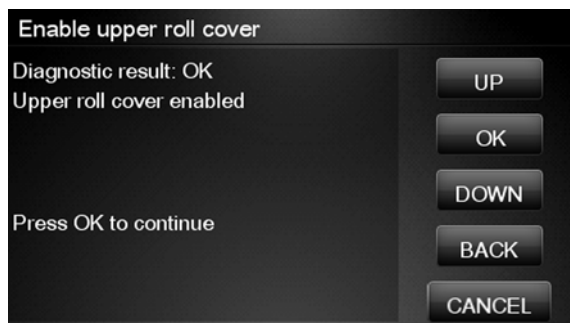 Enable upper roll cover
Diagnostic result: OK
Upper roll cover enabled
Press OK to continue
UP
OK
DOWN
BACK
CANCEL